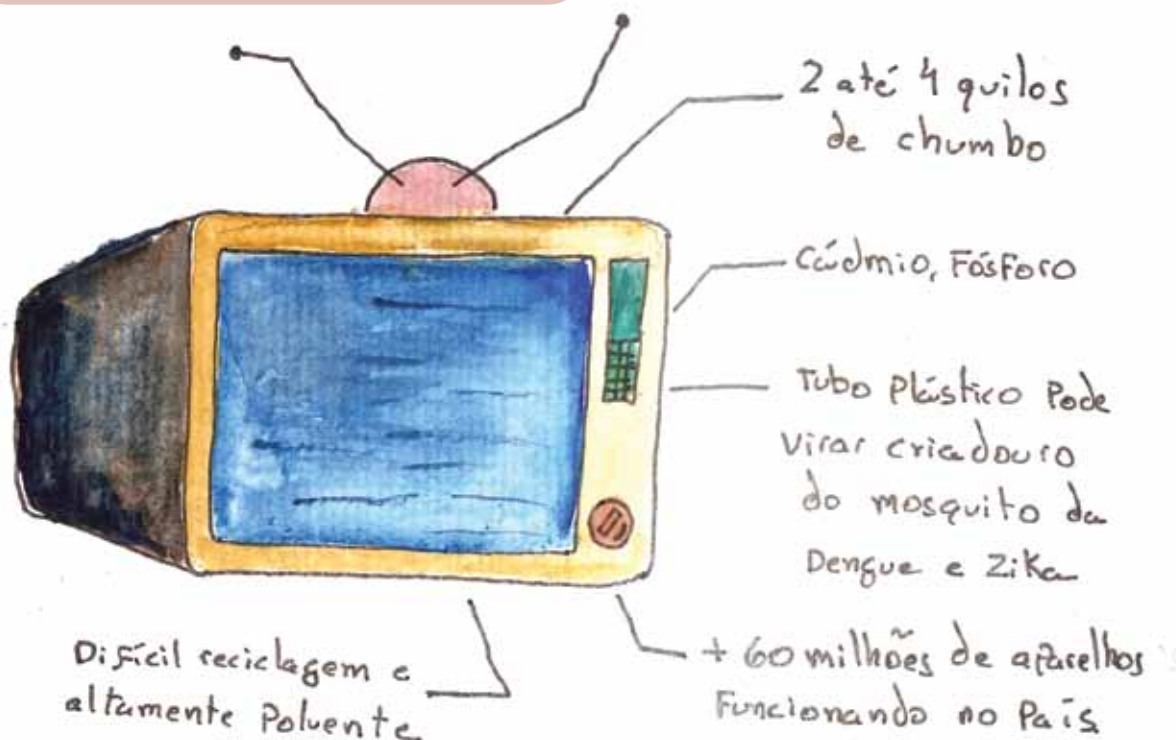 2 até 4 quilos
de chumbo
Cádmio, Fósforo
Tubo Plástico Pode
virar criadouro
do mosquito da
Dengue e Zika
+ 60 milhões de aparelhos
Funcionando no País
Difícil reciclagem e
altamente Poluente